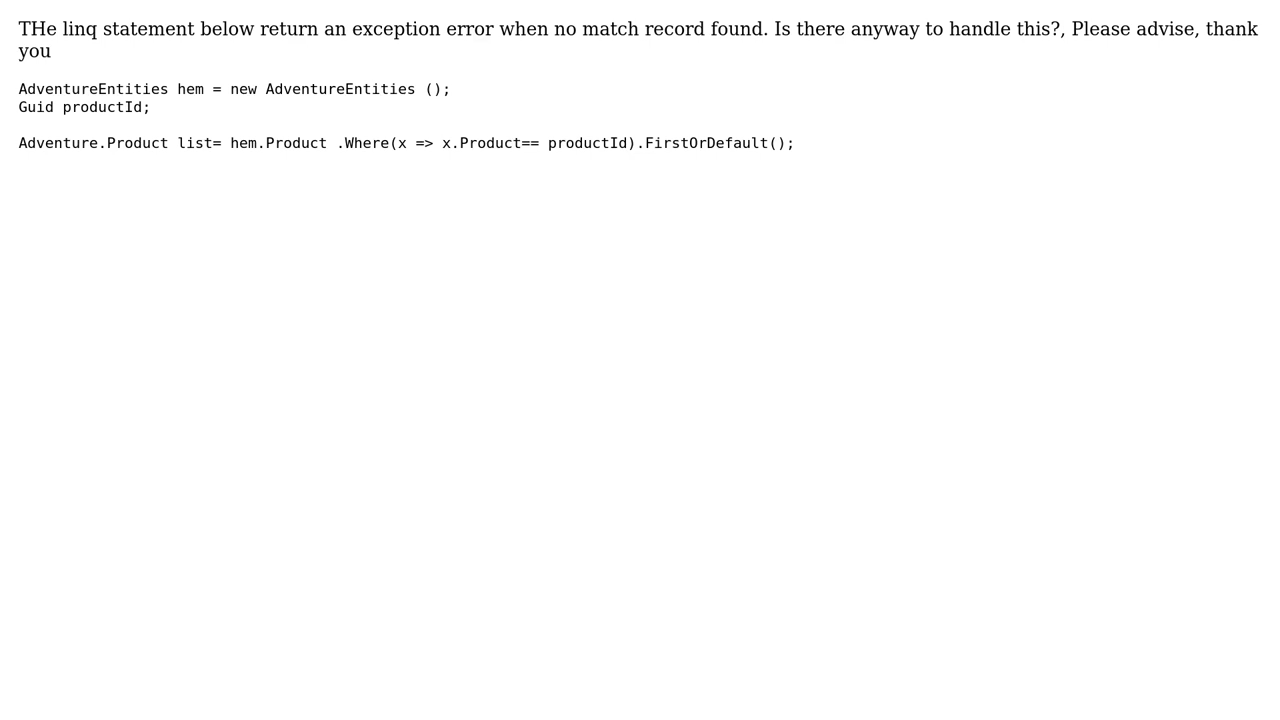 THe linq statement below return an exception error when no match record found. Is there anyway to handle this?, Please advise, thank
you
AdventureEntities hem = new AdventureEntities ();
Guid productId;
Adventure.Product list= hem.Product .Where(x => x.Product== productId).FirstOrDefault();